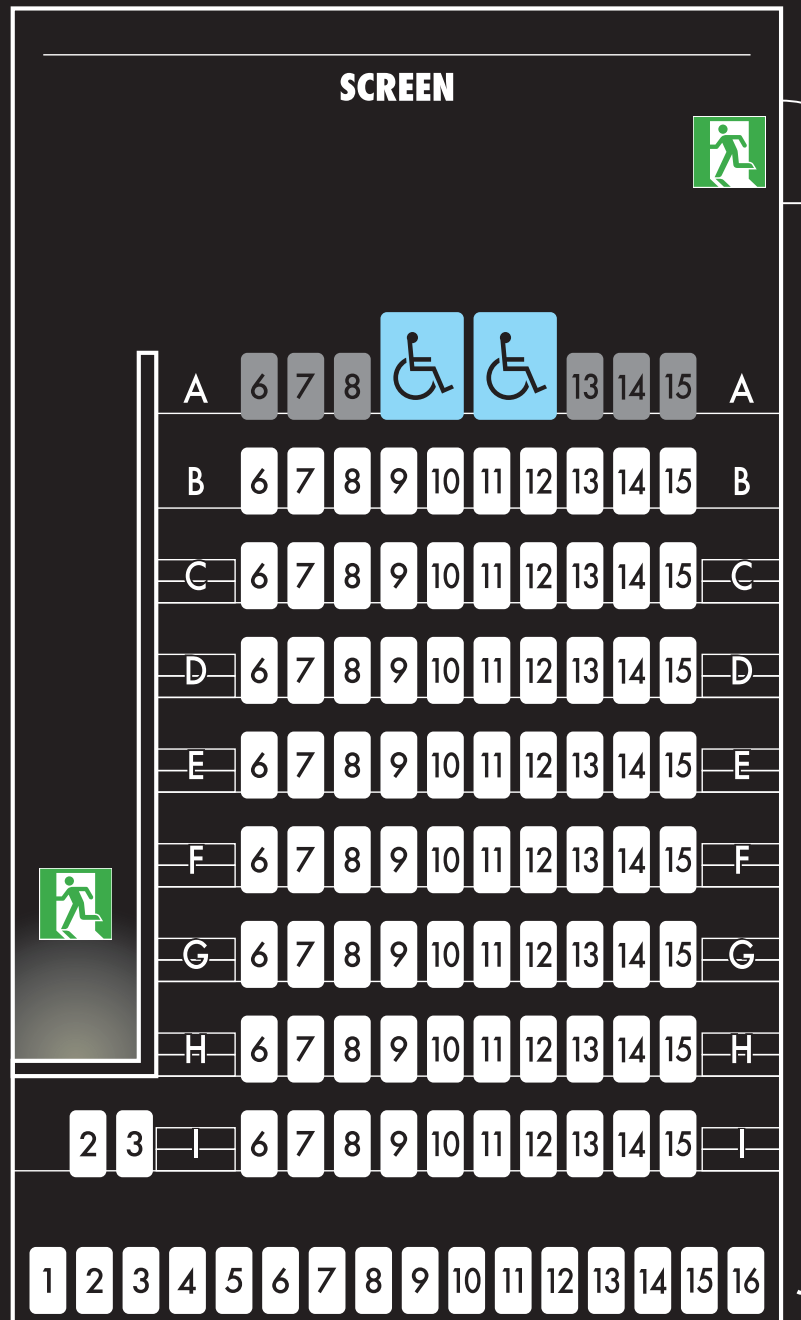 SCREEN
A 6 7 8 13 14 15 A
B 6 7 8 9 10 11 12 13 14 15 B
C 6 7 8 9 10 11 12 13 14 15 C
D 6 7 8 9 10 11 12 13 14 15 D
E 6 7 8 9 10 11 12 13 14 15 E
F 6 7 8 9 10 11 12 13 14 15 F
G 6 7 8 9 10 11 12 13 14 15 G
H 6 7 8 9 10 11 12 13 14 15 H
2 3 I 6 7 8 9 10 11 12 13 14 15 I
1 2 3 4 5 6 7 8 9 10 11 12 13 14 15 16